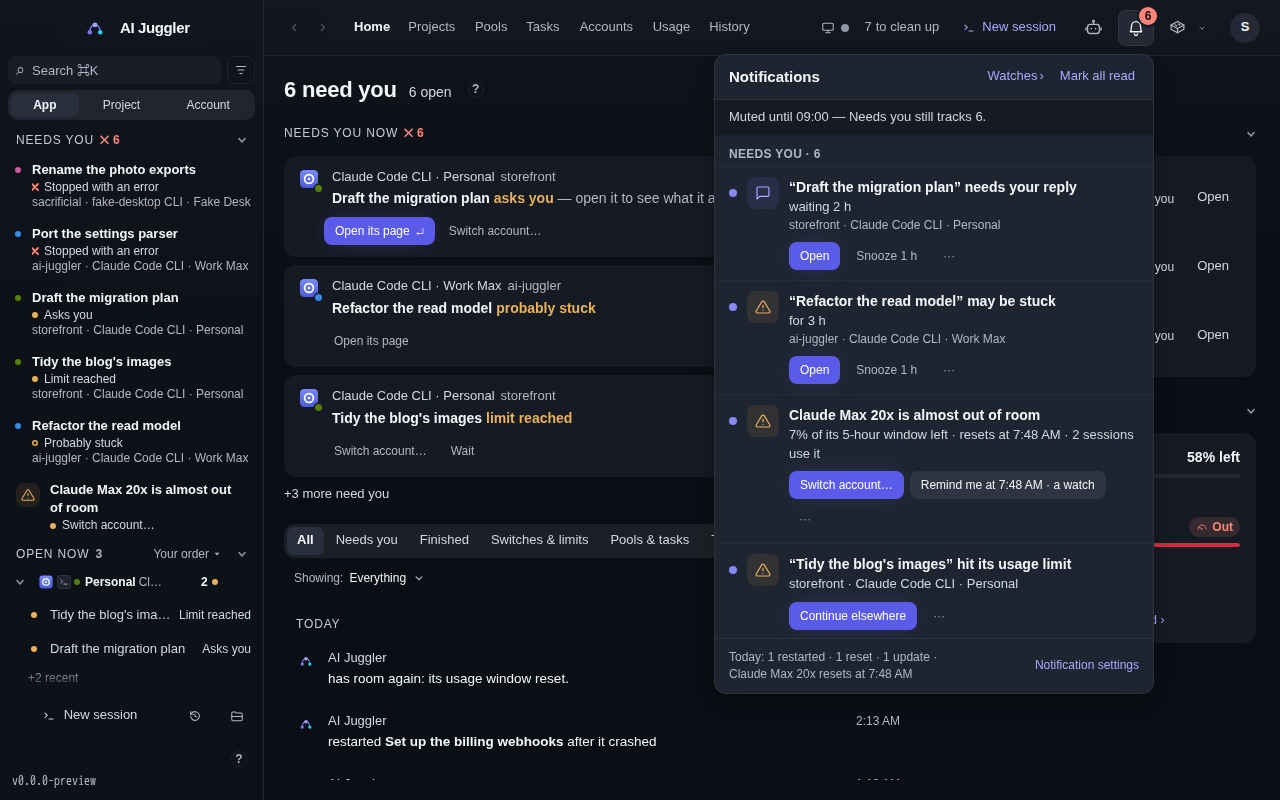 AI Juggler
Search ⌘K
App Project Account
NEEDS YOU 6
Rename the photo exports
Stopped with an error
sacrificial · fake-desktop CLI · Fake Desk
Port the settings parser
Stopped with an error
ai-juggler · Claude Code CLI · Work Max
Draft the migration plan
Asks you
storefront · Claude Code CLI · Personal
Tidy the blog's images
Limit reached
storefront · Claude Code CLI · Personal
Refactor the read model
Probably stuck
ai-juggler · Claude Code CLI · Work Max
Claude Max 20x is almost out
of room
Switch account…
OPEN NOW 3 Your order
Personal Cl… 2
Tidy the blog's ima… Limit reached
Draft the migration plan Asks you
+2 recent
New session
?
v0.0.0-preview
Home Projects Pools Tasks Accounts Usage History
7 to clean up New session 6 S
6 need you 6 open ?
NEEDS YOU NOW 6
Claude Code CLI · Personal storefront
Draft the migration plan asks you — open it to see what it a
Open its page Switch account…
Claude Code CLI · Work Max ai-juggler
Refactor the read model probably stuck
Open its page
Claude Code CLI · Personal storefront
Tidy the blog's images limit reached
Switch account… Wait
+3 more need you
All Needs you Finished Switches & limits Pools & tasks
Showing: Everything
TODAY
AI Juggler
has room again: its usage window reset.
AI Juggler 2:13 AM
restarted Set up the billing webhooks after it crashed
Notifications Watches › Mark all read
Muted until 09:00 — Needs you still tracks 6.
NEEDS YOU · 6
“Draft the migration plan” needs your reply
waiting 2 h
storefront · Claude Code CLI · Personal
Open Snooze 1 h ···
“Refactor the read model” may be stuck
for 3 h
ai-juggler · Claude Code CLI · Work Max
Open Snooze 1 h ···
Claude Max 20x is almost out of room
7% of its 5-hour window left · resets at 7:48 AM · 2 sessions
use it
Switch account… Remind me at 7:48 AM · a watch
···
“Tidy the blog's images” hit its usage limit
storefront · Claude Code CLI · Personal
Continue elsewhere ···
Today: 1 restarted · 1 reset · 1 update ·
Claude Max 20x resets at 7:48 AM
Notification settings
you Open
you Open
you Open
58% left
Out